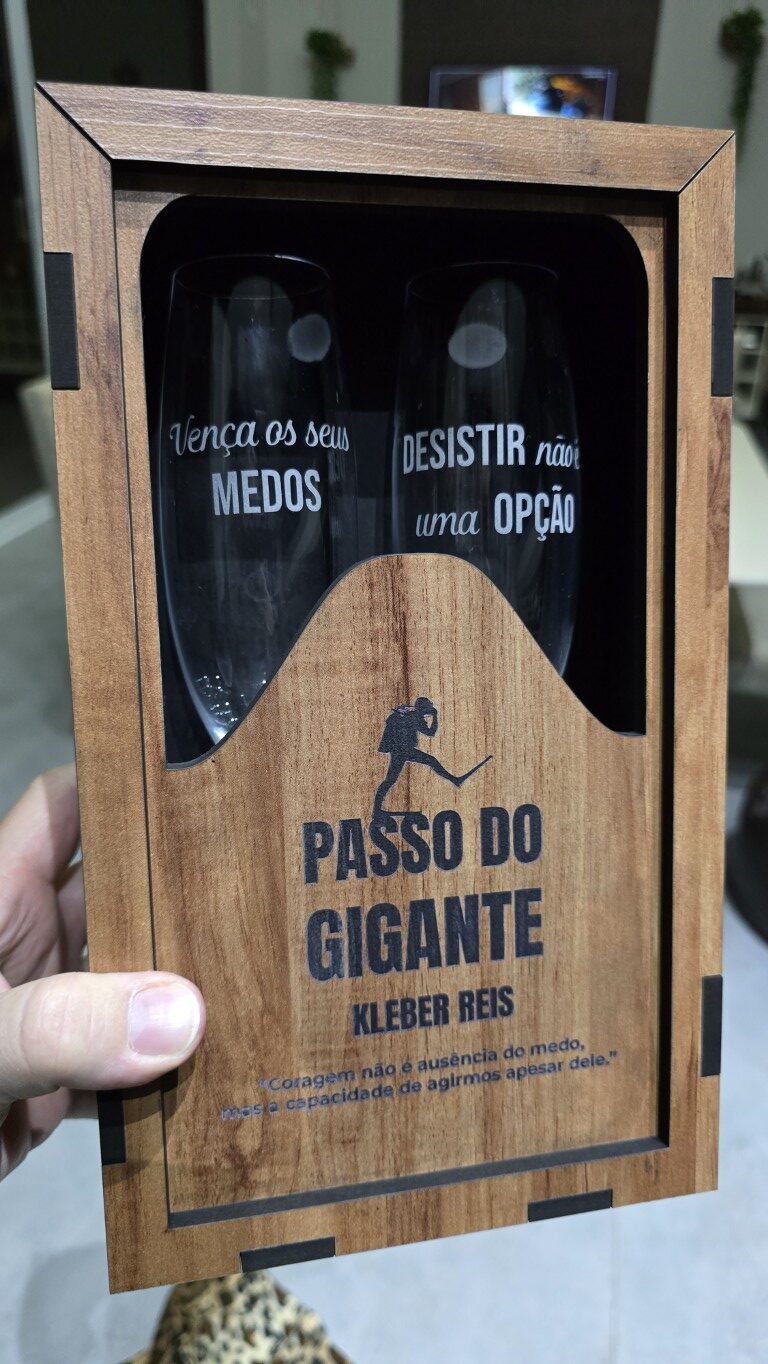 Vença os seus
MEDOS
DESISTIR não é
uma OPÇÃO
PASSO DO
GIGANTE
KLEBER REIS
"Coragem não é ausência do medo,
mas a capacidade de agirmos apesar dele."